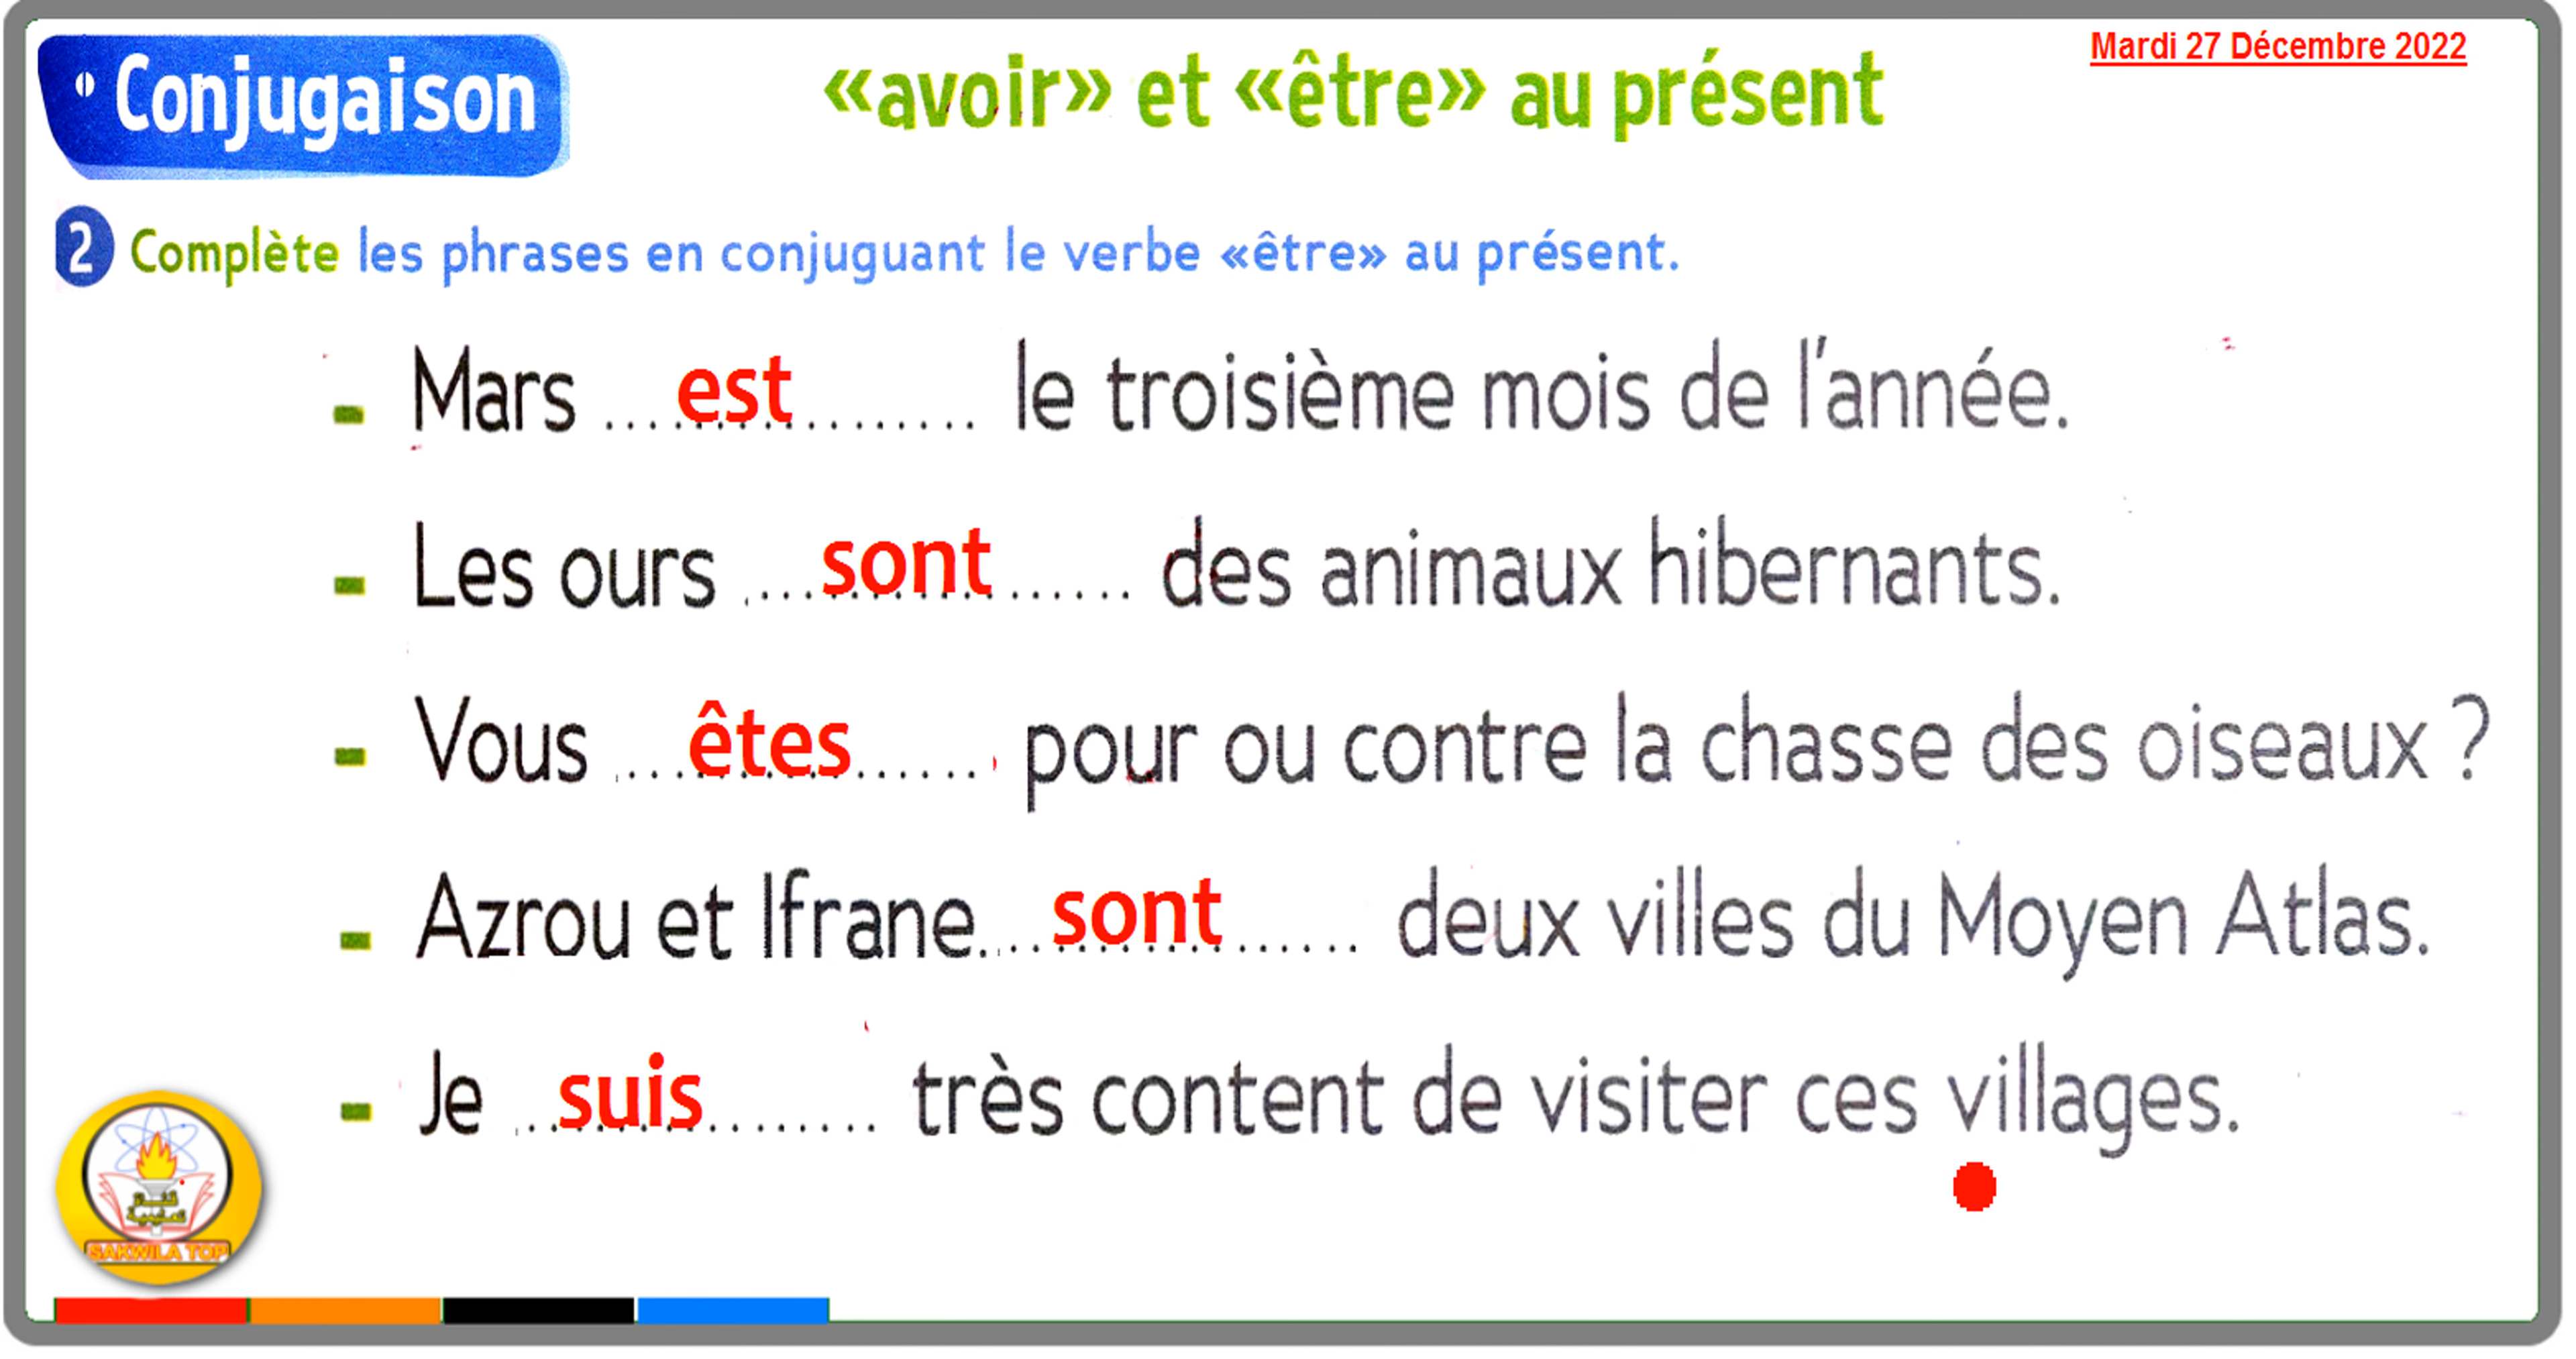 Conjugaison
«avoir» et «être» au présent
Mardi 27 Décembre 2022
2 Complète les phrases en conjuguant le verbe «être» au présent.
- Mars ...est............ le troisième mois de l'année.
- Les ours ....sont............ des animaux hibernants.
- Vous ....êtes............ pour ou contre la chasse des oiseaux ?
- Azrou et Ifrane....sont............ deux villes du Moyen Atlas.
- Je ...suis............ très content de visiter ces villages.
قناة
تعليمية
SAKWILA TOP